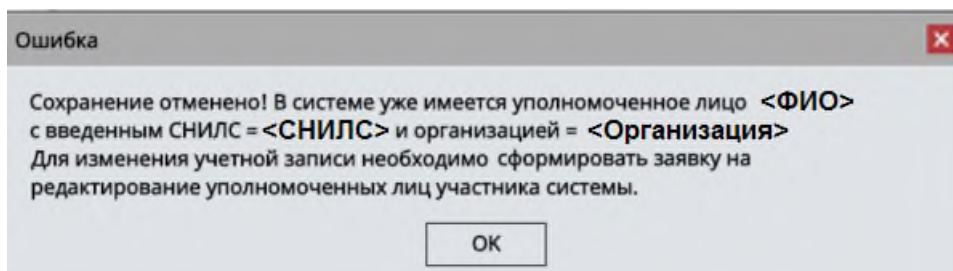 Ошибка
Сохранение отменено! В системе уже имеется уполномоченное лицо <ФИО>
с введенным СНИЛС = <СНИЛС> и организацией = <Организация>
Для изменения учетной записи необходимо сформировать заявку на
редактирование уполномоченных лиц участника системы.
ОК